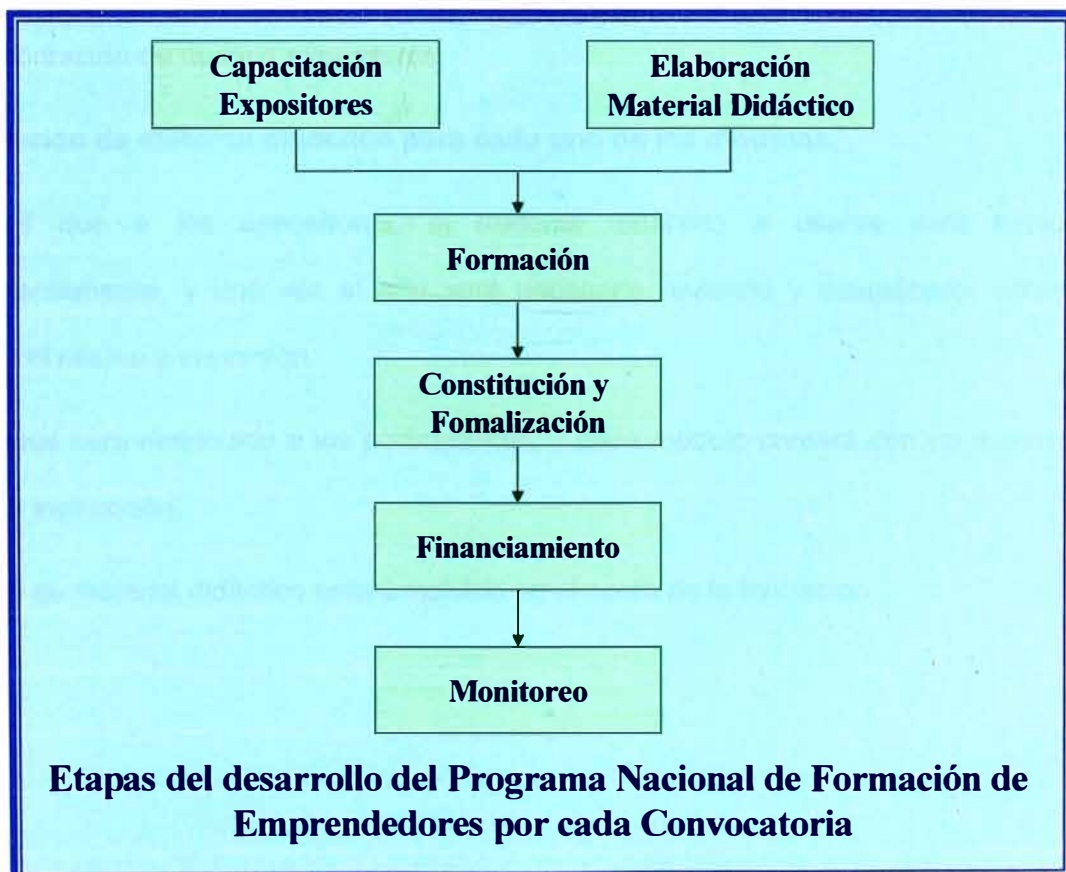 Capacitación
Expositores
Elaboración
Material Didáctico
Formación
Constitución y
Fomalización
Financiamiento
Monitoreo
Etapas del desarrollo del Programa Nacional de Formación de
Emprendedores por cada Convocatoria